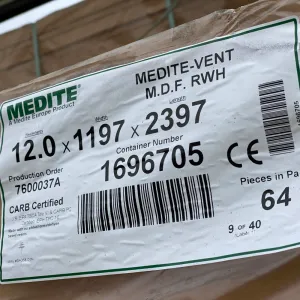 MEDITE
A Medite Europe Product
MEDITE-VENT
M.D.F. RWH
Length
12.0 x 1197 x 2397
Production Order
7600037A
Container Number
1696705
CE
CARB Certified
Pieces in Pa
64
9 OF 40